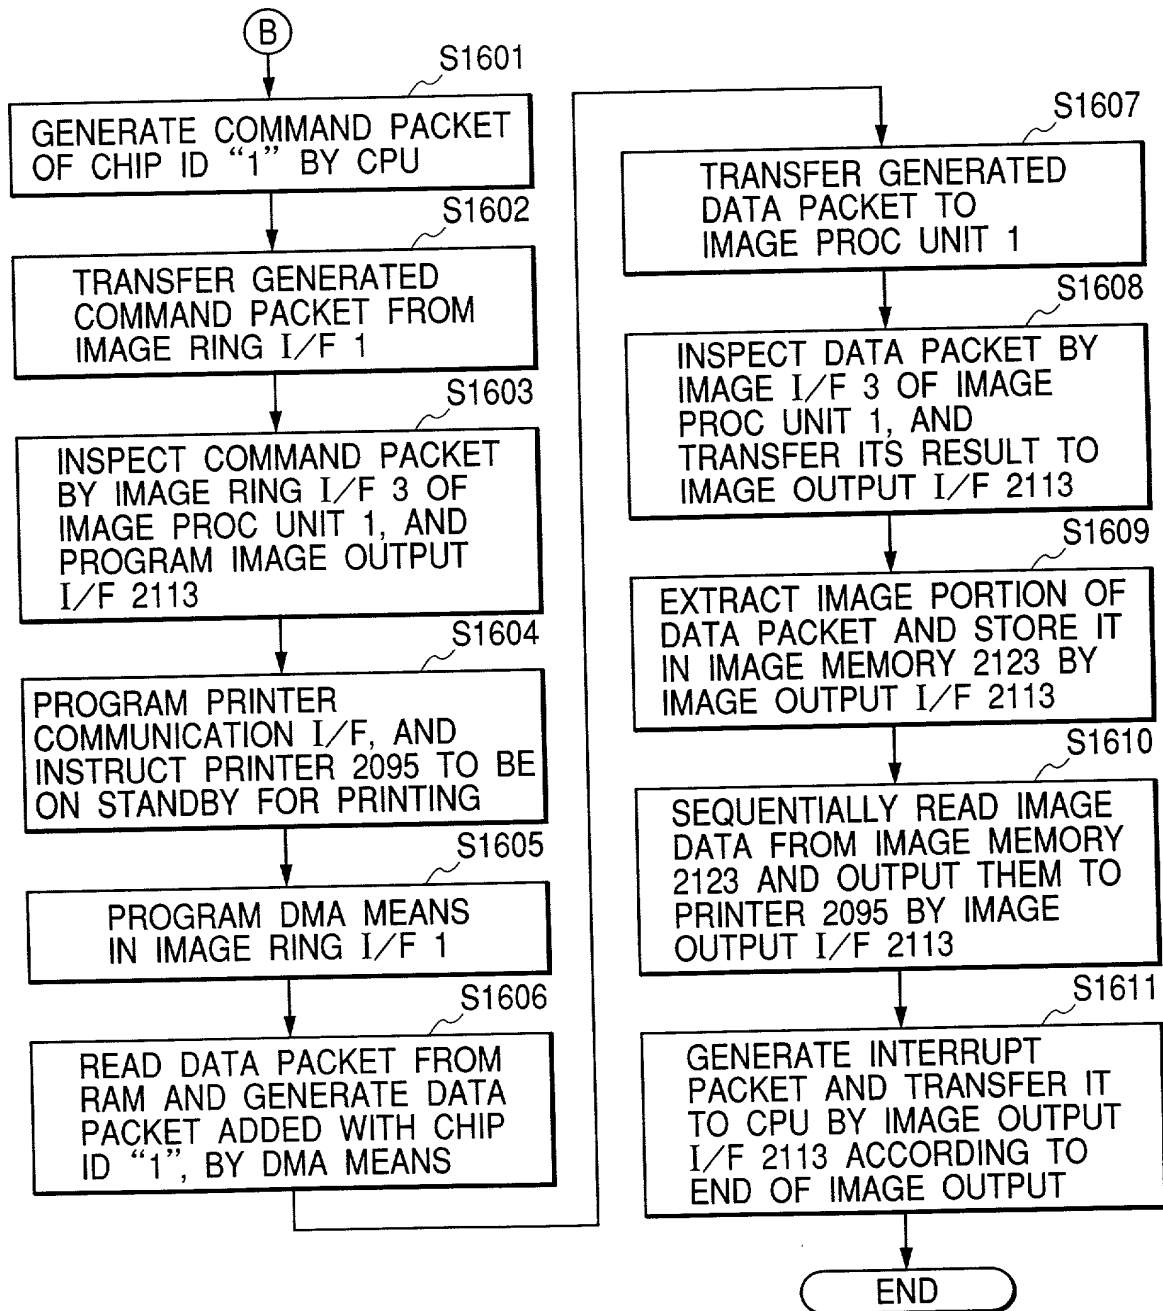 B
S1601
GENERATE COMMAND PACKET
OF CHIP ID “1” BY CPU
S1602
TRANSFER GENERATED
COMMAND PACKET FROM
IMAGE RING I/F 1
S1603
INSPECT COMMAND PACKET
BY IMAGE RING I/F 3 OF
IMAGE PROC UNIT 1, AND
PROGRAM IMAGE OUTPUT
I/F 2113
S1604
PROGRAM PRINTER
COMMUNICATION I/F, AND
INSTRUCT PRINTER 2095 TO BE
ON STANDBY FOR PRINTING
S1605
PROGRAM DMA MEANS
IN IMAGE RING I/F 1
S1606
READ DATA PACKET FROM
RAM AND GENERATE DATA
PACKET ADDED WITH CHIP
ID “1”, BY DMA MEANS
S1607
TRANSFER GENERATED
DATA PACKET TO
IMAGE PROC UNIT 1
S1608
INSPECT DATA PACKET BY
IMAGE I/F 3 OF IMAGE
PROC UNIT 1, AND
TRANSFER ITS RESULT TO
IMAGE OUTPUT I/F 2113
S1609
EXTRACT IMAGE PORTION OF
DATA PACKET AND STORE IT
IN IMAGE MEMORY 2123 BY
IMAGE OUTPUT I/F 2113
S1610
SEQUENTIALLY READ IMAGE
DATA FROM IMAGE MEMORY
2123 AND OUTPUT THEM TO
PRINTER 2095 BY IMAGE
OUTPUT I/F 2113
S1611
GENERATE INTERRUPT
PACKET AND TRANSFER IT
TO CPU BY IMAGE OUTPUT
I/F 2113 ACCORDING TO
END OF IMAGE OUTPUT
END